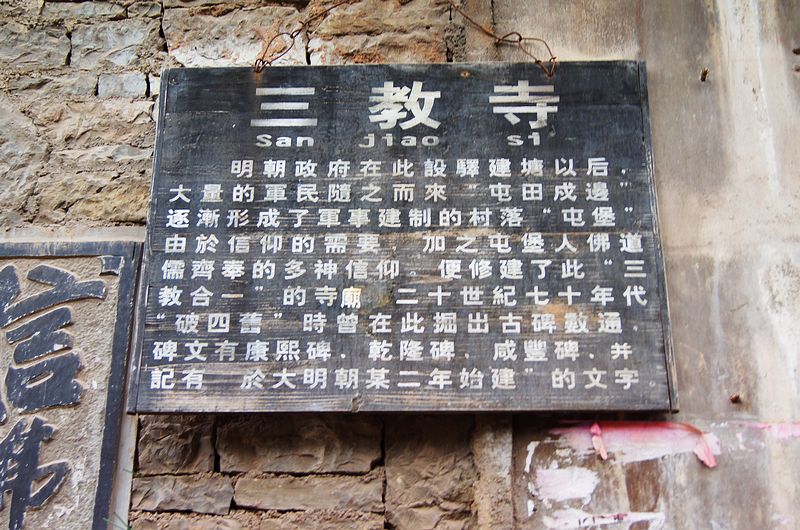 三教寺
San jiao si
明朝政府在此設驛建塘以后，
大量的軍民隨之而來“屯田戍邊”
逐漸形成了軍事建制的村落“屯堡”
由於信仰的需要 加之屯堡人佛道
儒齊奉的多神信仰。便修建了此“三
教合一”的寺廟 二十世紀七十年代
“破四舊”時曾在此掘出古碑數通，
碑文有康熙碑、乾隆碑、咸豐碑、并
記有 於大明朝某二年始建”的文字。
信
佛